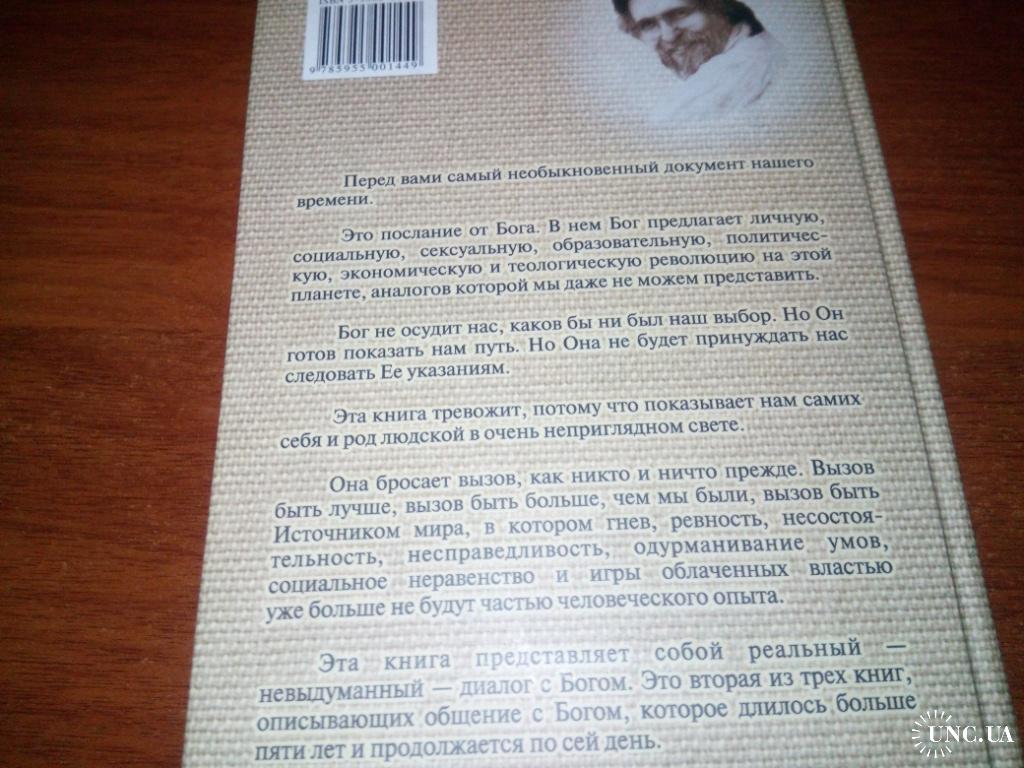 ISBN 5
9 785955 001449
Перед вами самый необыкновенный документ нашего
времени.
Это послание от Бога. В нем Бог предлагает личную,
социальную, сексуальную, образовательную, политичес-
кую, экономическую и теологическую революцию на этой
планете, аналогов которой мы даже не можем представить.
Бог не осудит нас, каков бы ни был наш выбор. Но Он
готов показать нам путь. Но Она не будет принуждать нас
следовать Ее указаниям.
Эта книга тревожит, потому что показывает нам самих
себя и род людской в очень неприглядном свете.
Она бросает вызов, как никто и ничто прежде. Вызов
быть лучше, вызов быть больше, чем мы были, вызов быть
Источником мира, в котором гнев, ревность, несостоя-
тельность, несправедливость, одурманивание умов,
социальное неравенство и игры облаченных властью
уже больше не будут частью человеческого опыта.
Эта книга представляет собой реальный —
невыдуманный — диалог с Богом. Это вторая из трех книг,
описывающих общение с Богом, которое длилось больше
пяти лет и продолжается по сей день.
UNC.UA